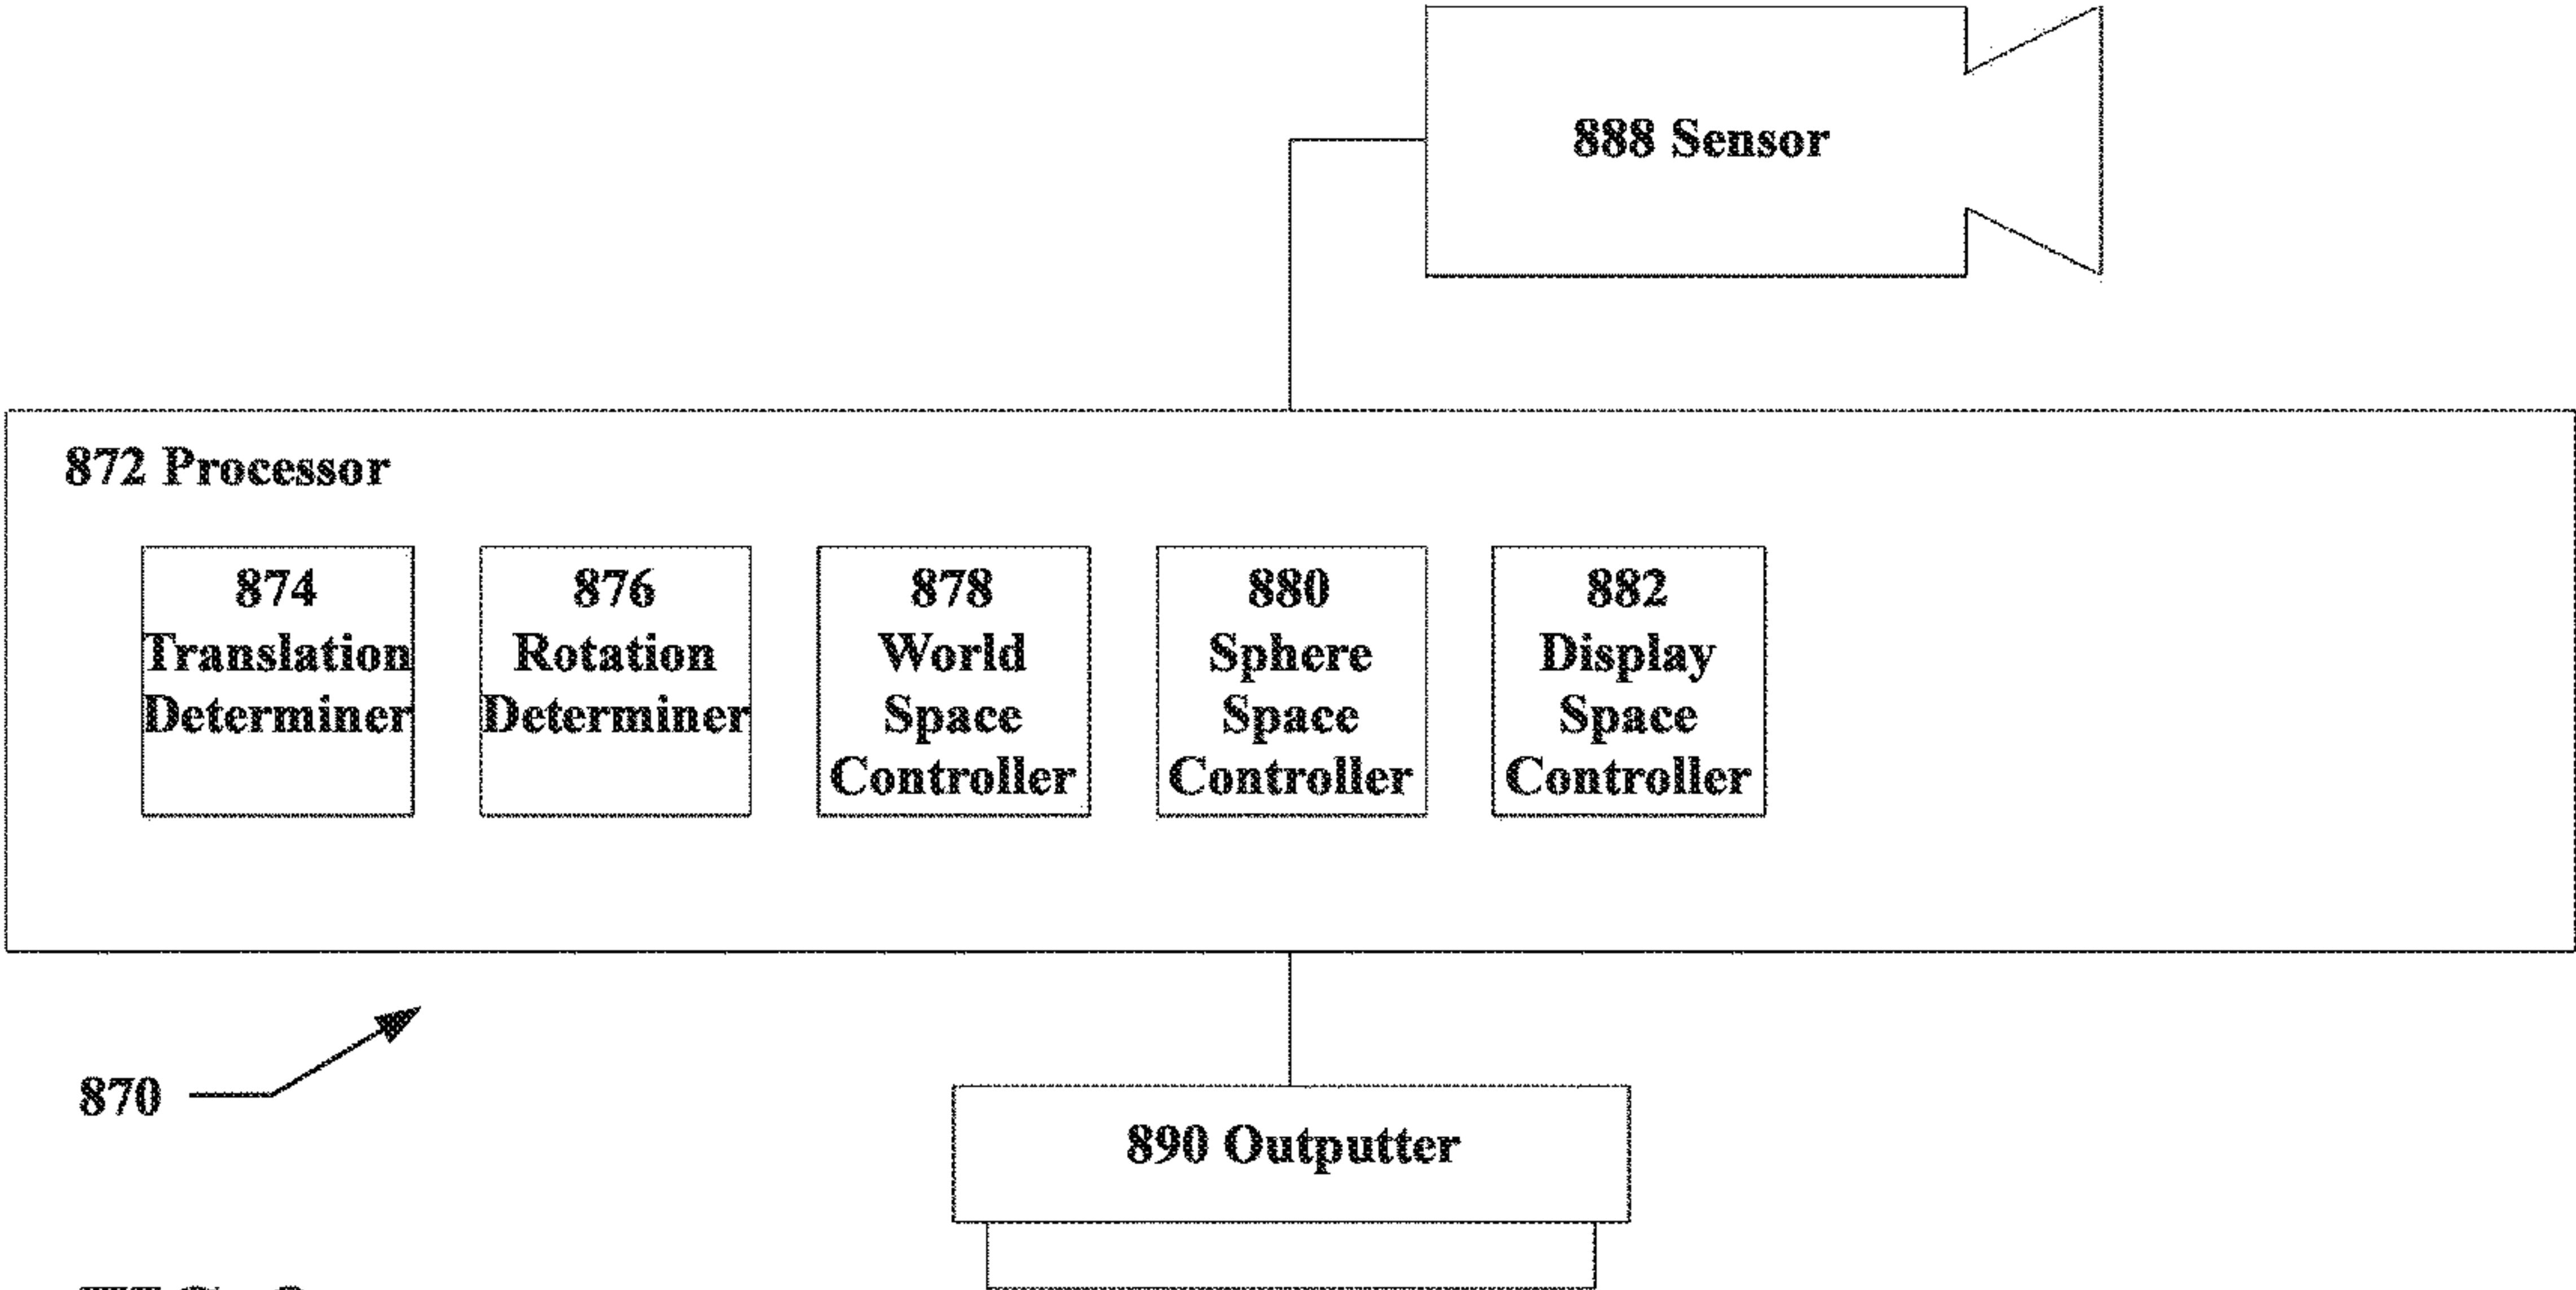 888 Sensor
872 Processor
874
Translation
Determiner
876
Rotation
Determiner
878
World
Space
Controller
880
Sphere
Space
Controller
882
Display
Space
Controller
870
890 Outputter